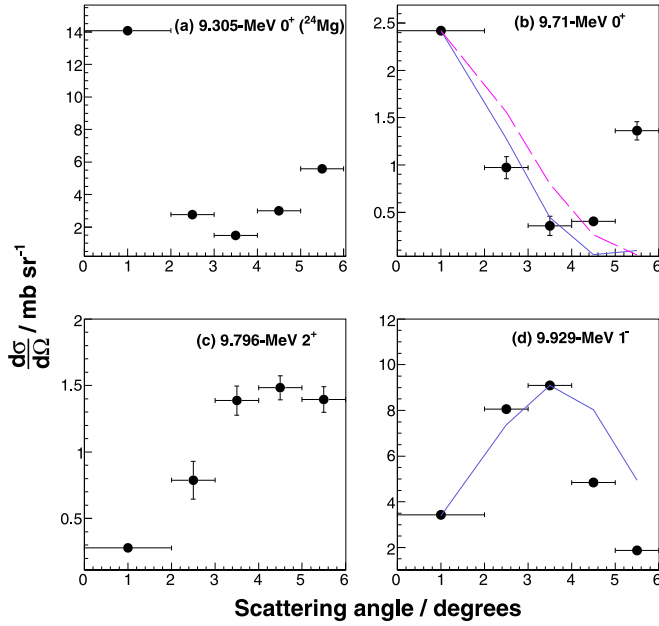 (a) 9.305-MeV 0⁺ (²⁴Mg)
14
12
10
8
6
4
2
0 1 2 3 4 5 6
(b) 9.71-MeV 0⁺
2.5
2
1.5
1
0.5
0 1 2 3 4 5 6
(c) 9.796-MeV 2⁺
2
1.5
1
0.5
0 1 2 3 4 5 6
(d) 9.929-MeV 1⁻
12
10
8
6
4
2
0 1 2 3 4 5 6
dσ/dΩ / mb sr⁻¹
Scattering angle / degrees